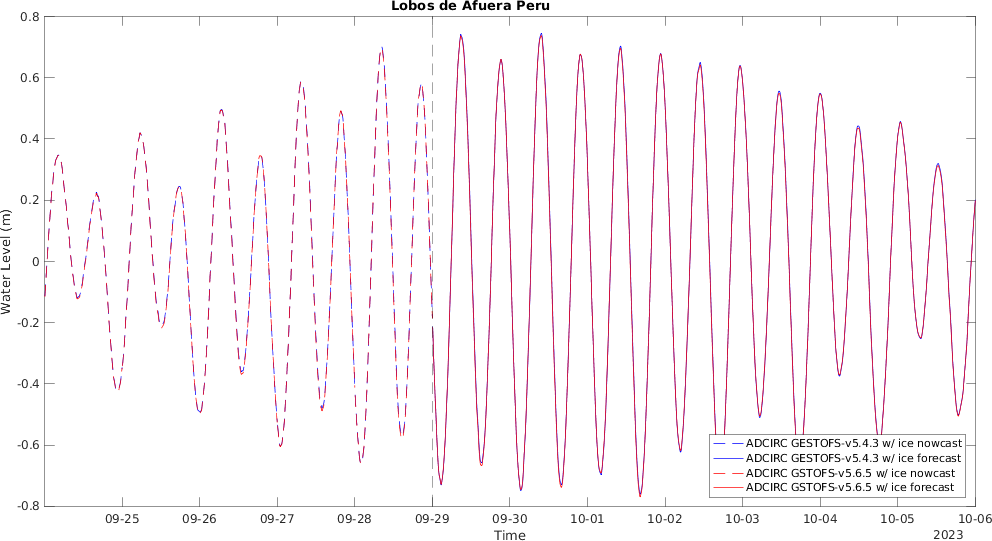 Lobos de Afuera Peru
0.8
0.6
0.4
0.2
0
-0.2
-0.4
-0.6
-0.8
Water Level (m)
ADCIRC GESTOFS-v5.4.3 w/ ice nowcast
ADCIRC GESTOFS-v5.4.3 w/ ice forecast
ADCIRC GSTOFS-v5.6.5 w/ ice nowcast
ADCIRC GSTOFS-v5.6.5 w/ ice forecast
09-25 09-26 09-27 09-28 09-29 09-30 10-01 10-02 10-03 10-04 10-05 10-06
Time
2023